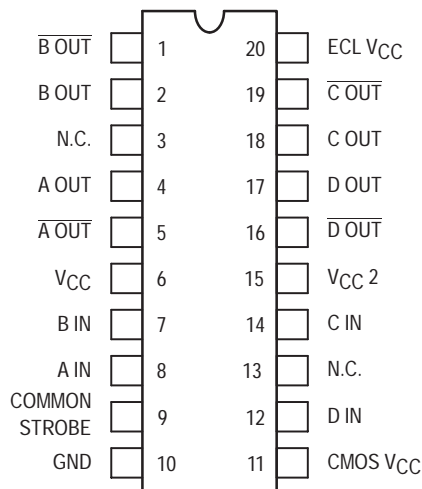 B OUT 1 20 ECL VCC
B OUT 2 19 C OUT
N.C. 3 18 C OUT
A OUT 4 17 D OUT
A OUT 5 16 D OUT
VCC 6 15 VCC 2
B IN 7 14 C IN
A IN 8 13 N.C.
COMMON
STROBE 9 12 D IN
GND 10 11 CMOS VCC